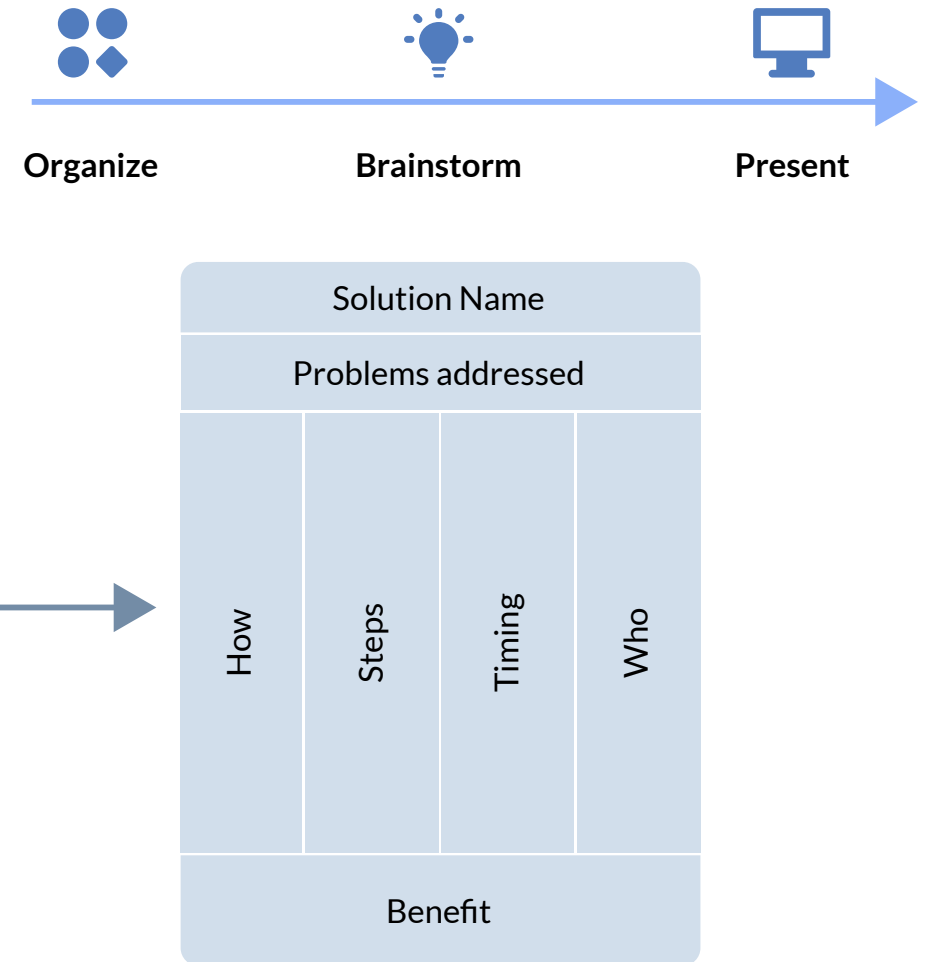 Organize
Brainstorm
Present
Solution Name
Problems addressed
How
Steps
Timing
Who
Benefit